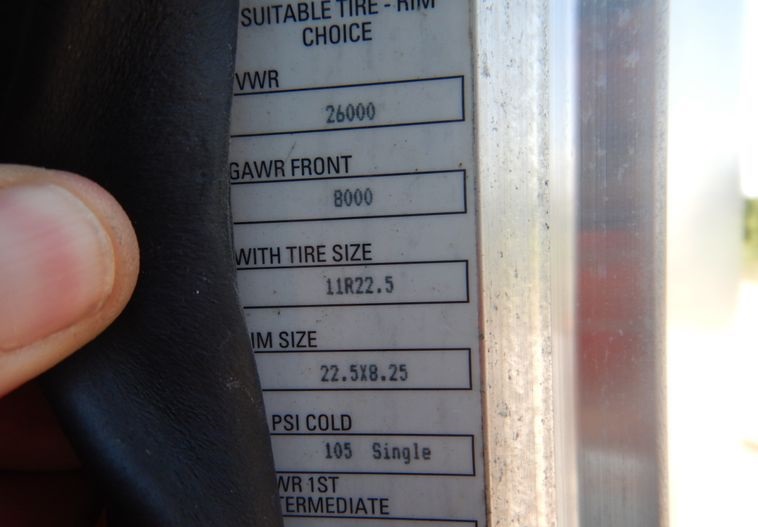 SUITABLE TIRE - RIM
CHOICE
VWR
26000
GAWR FRONT
8000
WITH TIRE SIZE
11R22.5
IM SIZE
22.5X8.25
PSI COLD
105 Single
WR 1ST
TERMEDIATE